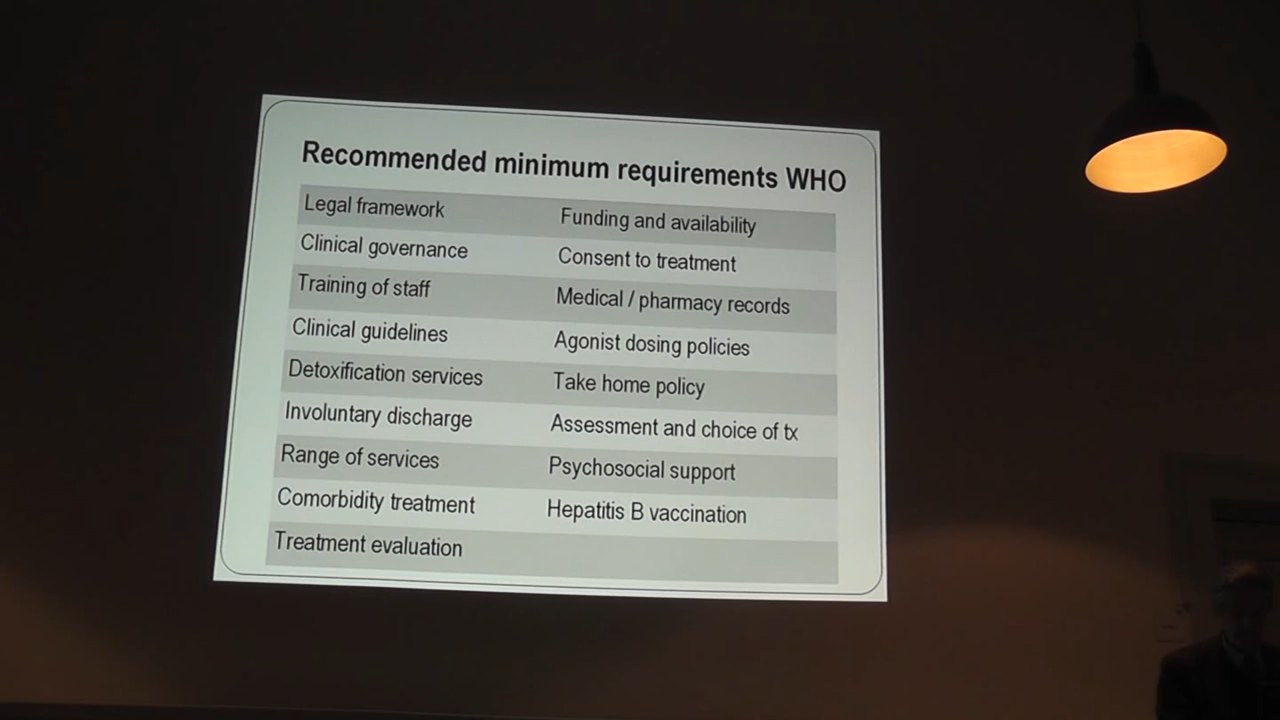 Recommended minimum requirements WHO
Legal framework Funding and availability
Clinical governance Consent to treatment
Training of staff Medical / pharmacy records
Clinical guidelines Agonist dosing policies
Detoxification services Take home policy
Involuntary discharge Assessment and choice of tx
Range of services Psychosocial support
Comorbidity treatment Hepatitis B vaccination
Treatment evaluation